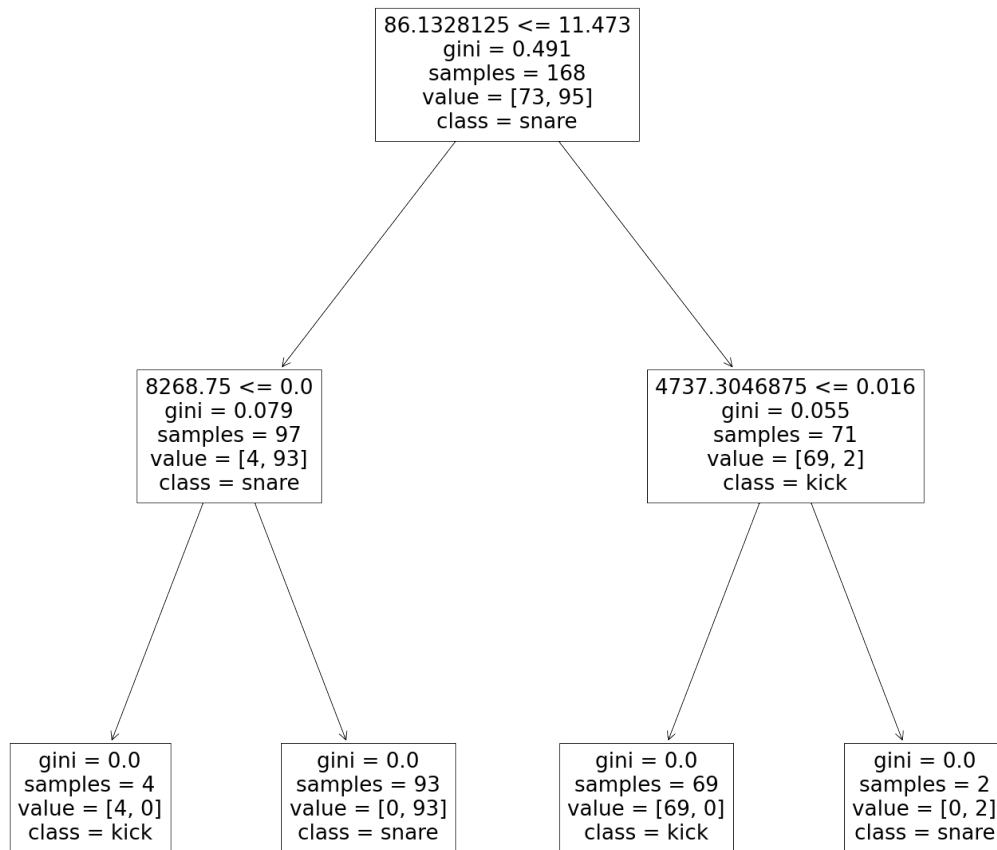 86.1328125 <= 11.473
gini = 0.491
samples = 168
value = [73, 95]
class = snare
8268.75 <= 0.0
gini = 0.079
samples = 97
value = [4, 93]
class = snare
4737.3046875 <= 0.016
gini = 0.055
samples = 71
value = [69, 2]
class = kick
gini = 0.0
samples = 4
value = [4, 0]
class = kick
gini = 0.0
samples = 93
value = [0, 93]
class = snare
gini = 0.0
samples = 69
value = [69, 0]
class = kick
gini = 0.0
samples = 2
value = [0, 2]
class = snare